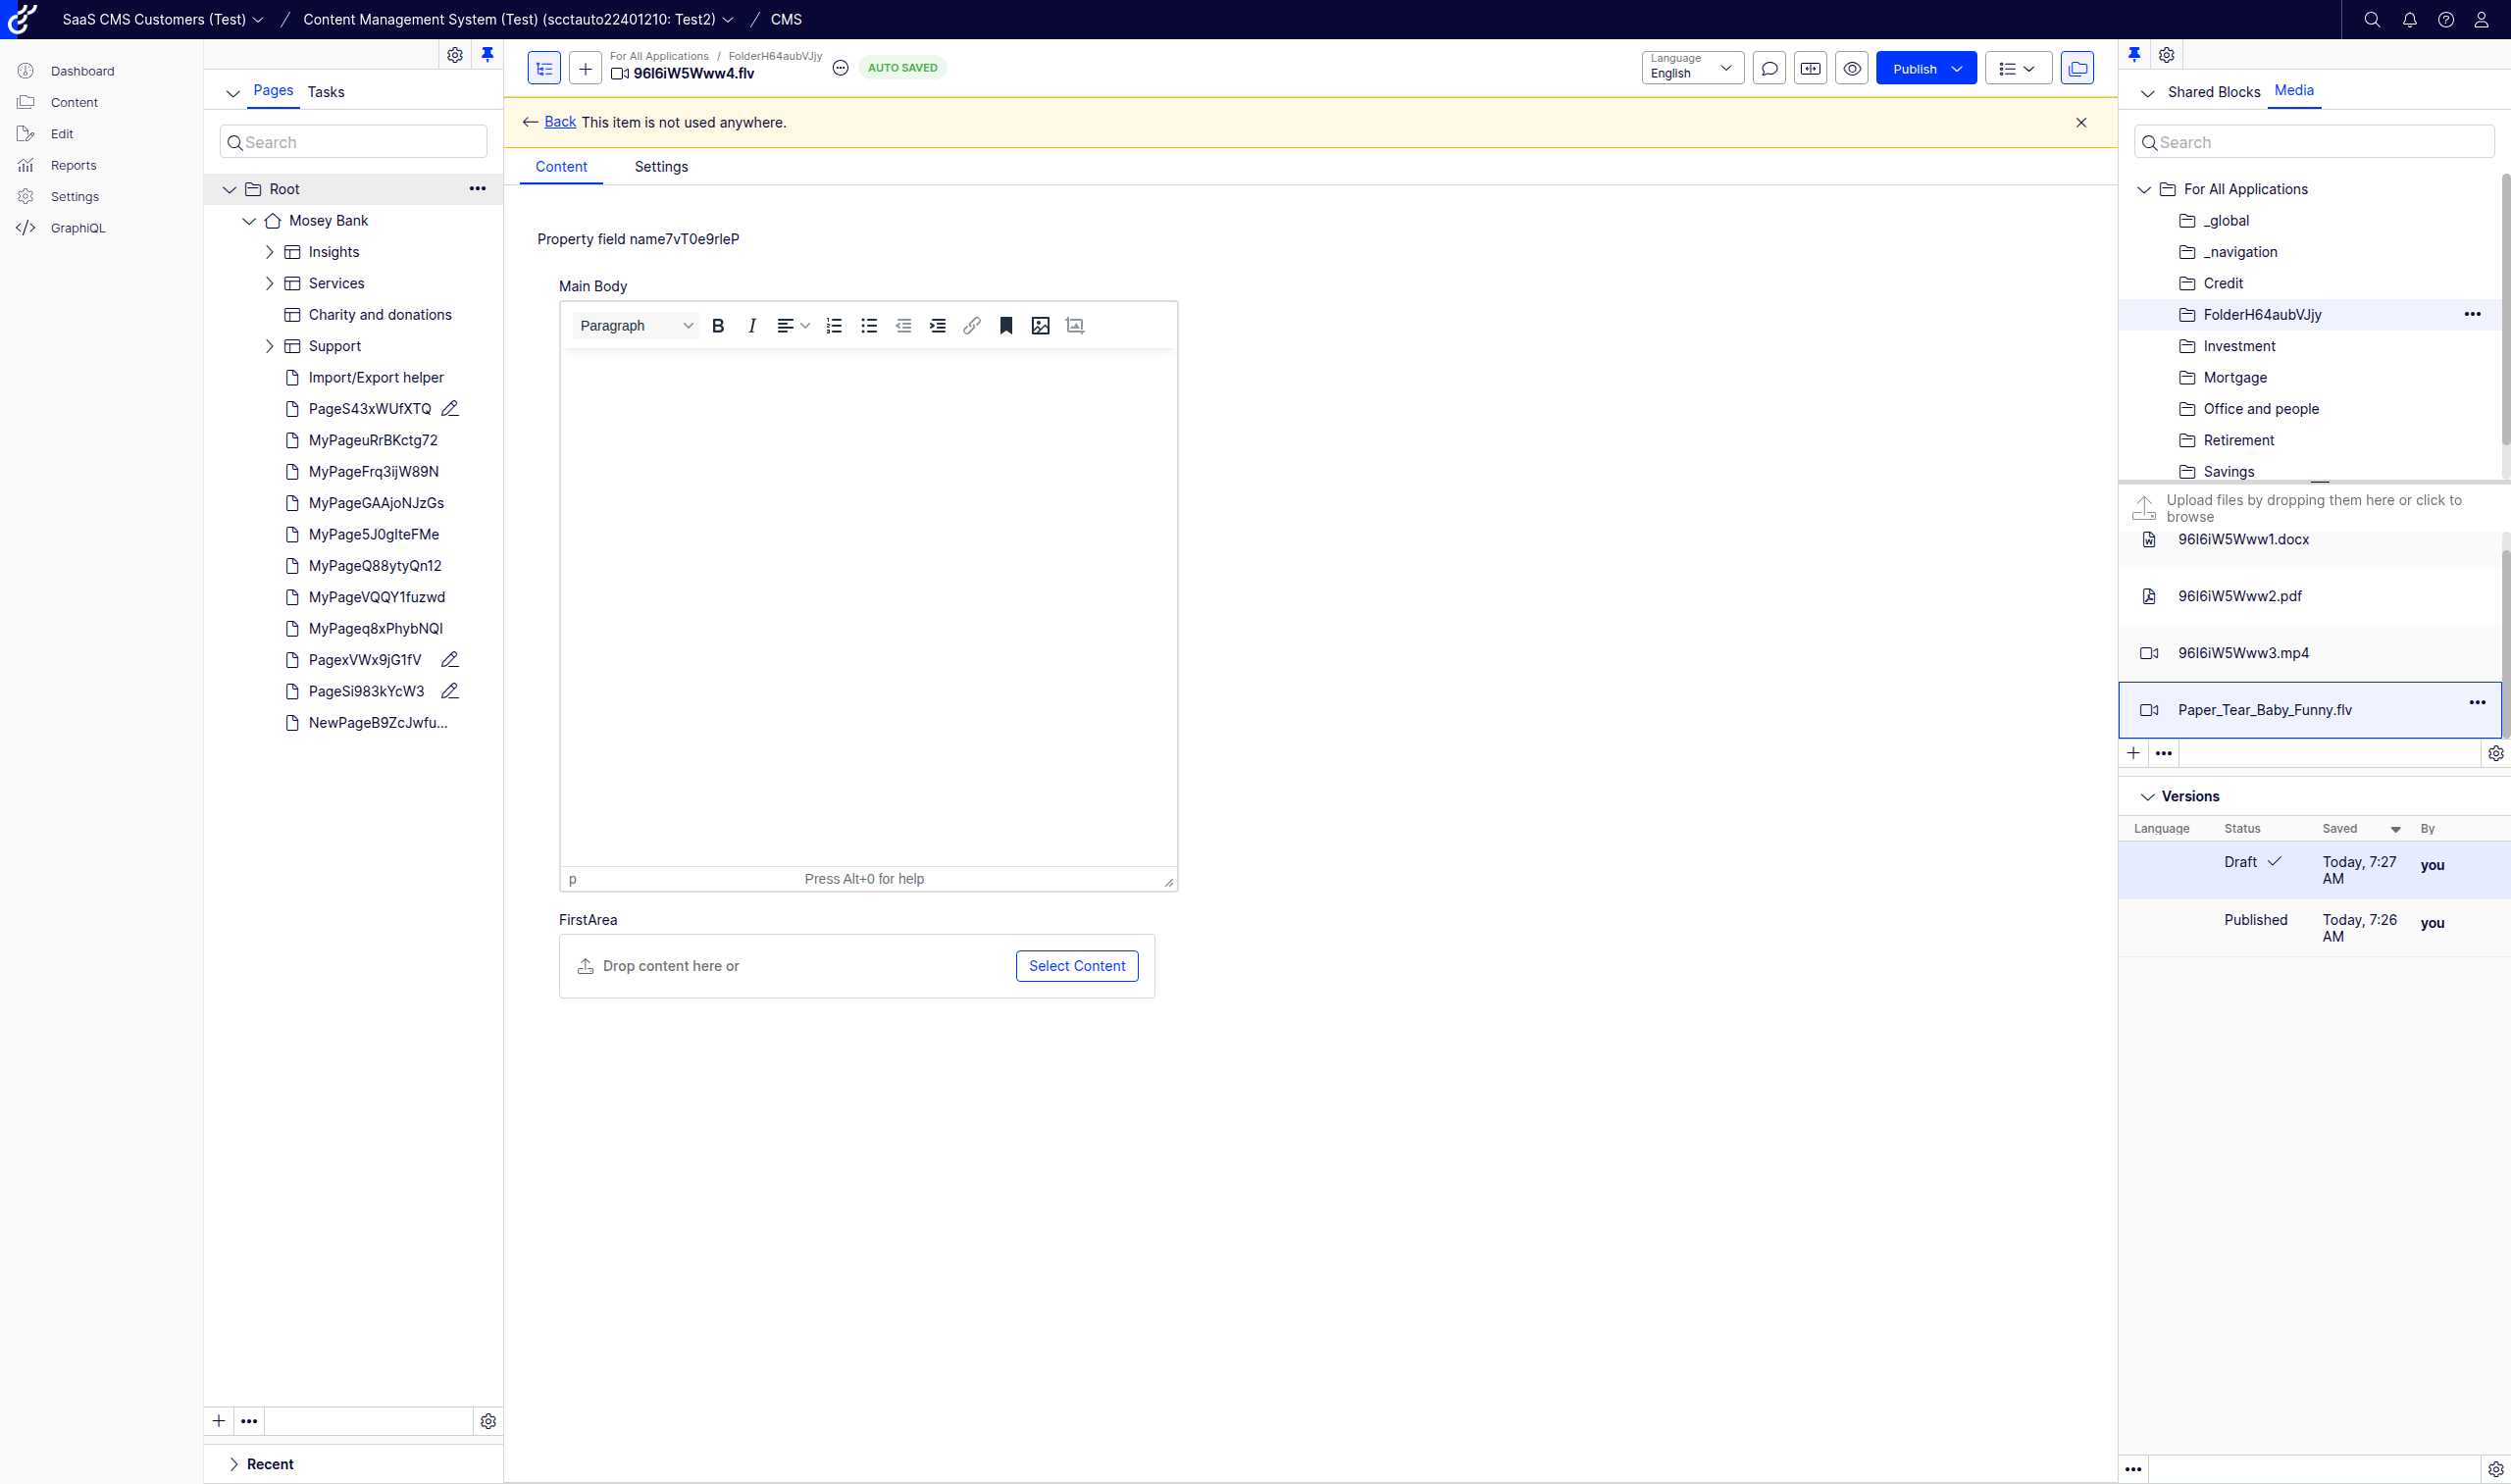 SaaS CMS Customers (Test) / Content Management System (Test) (scctauto22401210: Test2) / CMS
Dashboard
Content
Edit
Reports
Settings
GraphiQL
Pages Tasks
Search
Root
Mosey Bank
Insights
Services
Charity and donations
Support
Import/Export helper
PageS43xWUfXTQ
MyPageuRrBKctg72
MyPageFrq3ijW89N
MyPageGAAjoNJzGs
MyPage5J0glteFMe
MyPageQ88ytyQn12
MyPageVQQY1fuzwd
MyPageq8xPhybNQI
PagexVWx9jG1fV
PageSi983kYcW3
NewPageB9ZcJwfu...
Recent
For All Applications / FolderH64aubVJjy
96I6iW5Www4.flv
AUTO SAVED
Language
English
Publish
Back This item is not used anywhere.
Content Settings
Property field name7vT0e9rleP
Main Body
Paragraph
p Press Alt+0 for help
FirstArea
Drop content here or Select Content
Shared Blocks Media
Search
For All Applications
_global
_navigation
Credit
FolderH64aubVJjy
Investment
Mortgage
Office and people
Retirement
Savings
Upload files by dropping them here or click to
browse
96I6iW5Www1.docx
96I6iW5Www2.pdf
96I6iW5Www3.mp4
Paper_Tear_Baby_Funny.flv
Versions
Language Status Saved By
Draft Today, 7:27 AM you
Published Today, 7:26 AM you